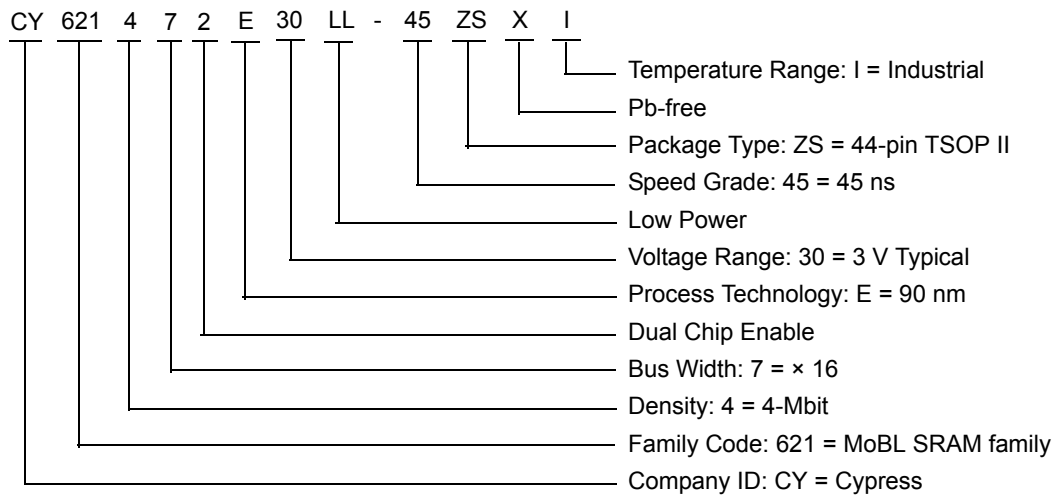 CY 621 4 7 2 E 30 LL - 45 ZS X I
Temperature Range: I = Industrial
Pb-free
Package Type: ZS = 44-pin TSOP II
Speed Grade: 45 = 45 ns
Low Power
Voltage Range: 30 = 3 V Typical
Process Technology: E = 90 nm
Dual Chip Enable
Bus Width: 7 = × 16
Density: 4 = 4-Mbit
Family Code: 621 = MoBL SRAM family
Company ID: CY = Cypress